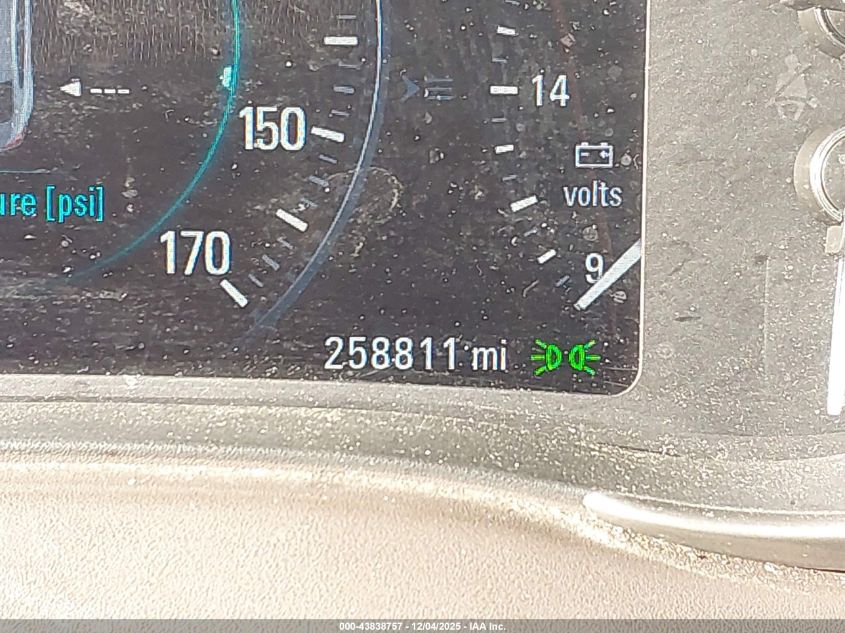 14
150
volts
ure [psi]
170
9
258811 mi
000-43838757 - 12/04/2025 - IAA Inc.